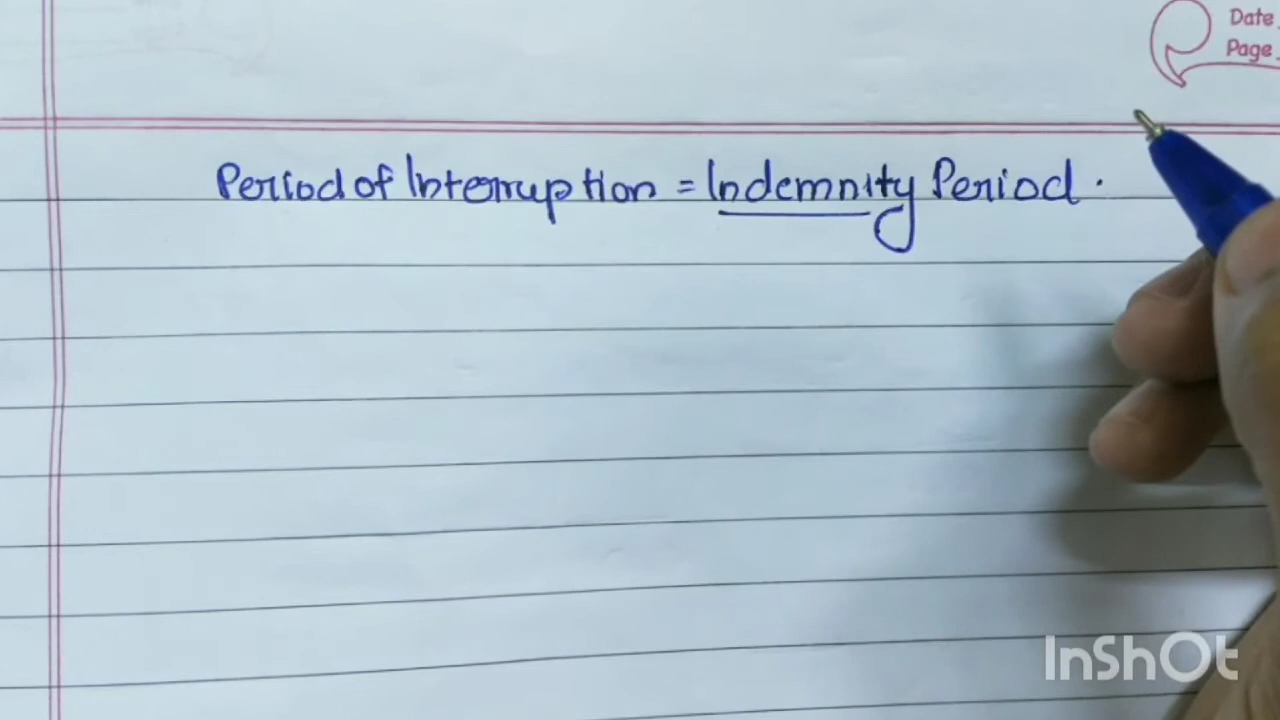 Date
Page
Period of Interruption = Indemnity Period.
InShOt